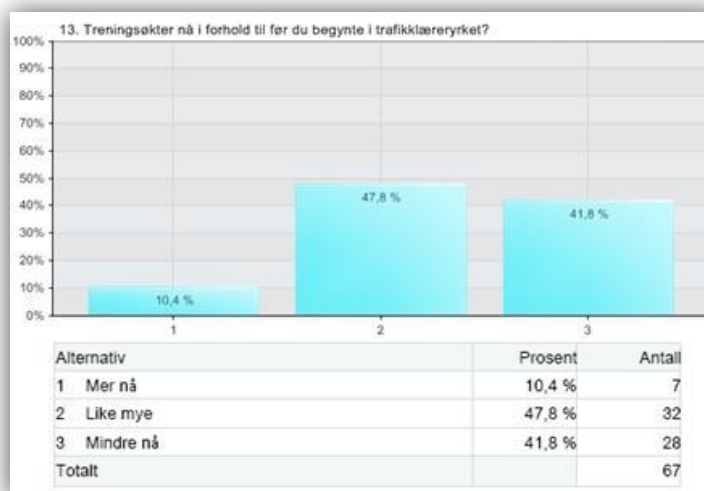 13. Treningsøkter nå i forhold til før du begynte i trafikklæreryrket?
100%
90%
80%
70%
60%
50%
40%
30%
20%
10%
0%
10,4 %
47,8 %
41,8 %
1 2 3
Alternativ Prosent Antall
1 Mer nå 10,4 % 7
2 Like mye 47,8 % 32
3 Mindre nå 41,8 % 28
Totalt 67